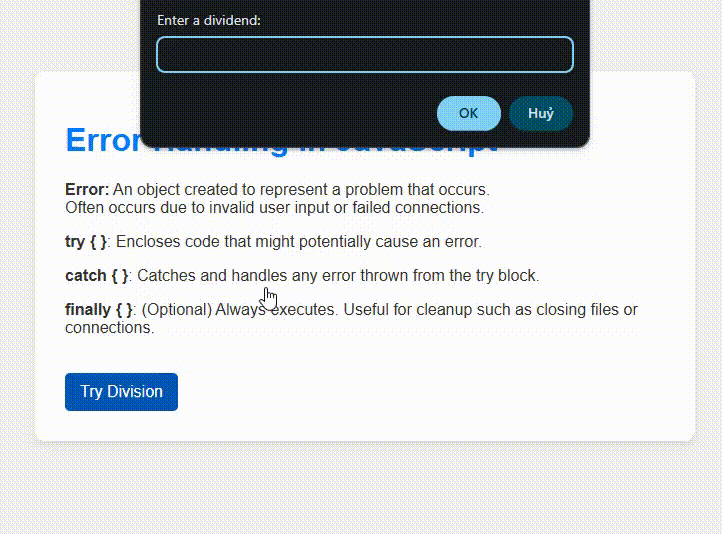 Enter a dividend:
OK
Huỷ
Error Handling in JavaScript
Error: An object created to represent a problem that occurs.
Often occurs due to invalid user input or failed connections.
try { }: Encloses code that might potentially cause an error.
catch { }: Catches and handles any error thrown from the try block.
finally { }: (Optional) Always executes. Useful for cleanup such as closing files or
connections.
Try Division